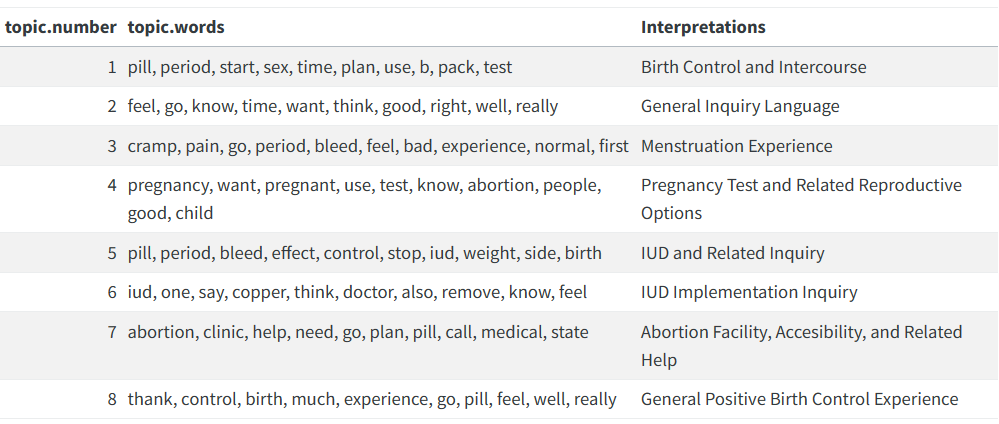 topic.number topic.words Interpretations
1 pill, period, start, sex, time, plan, use, b, pack, test Birth Control and Intercourse
2 feel, go, know, time, want, think, good, right, well, really General Inquiry Language
3 cramp, pain, go, period, bleed, feel, bad, experience, normal, first Menstruation Experience
4 pregnancy, want, pregnant, use, test, know, abortion, people, Pregnancy Test and Related Reproductive
good, child Options
5 pill, period, bleed, effect, control, stop, iud, weight, side, birth IUD and Related Inquiry
6 iud, one, say, copper, think, doctor, also, remove, know, feel IUD Implementation Inquiry
7 abortion, clinic, help, need, go, plan, pill, call, medical, state Abortion Facility, Accesibility, and Related
Help
8 thank, control, birth, much, experience, go, pill, feel, well, really General Positive Birth Control Experience